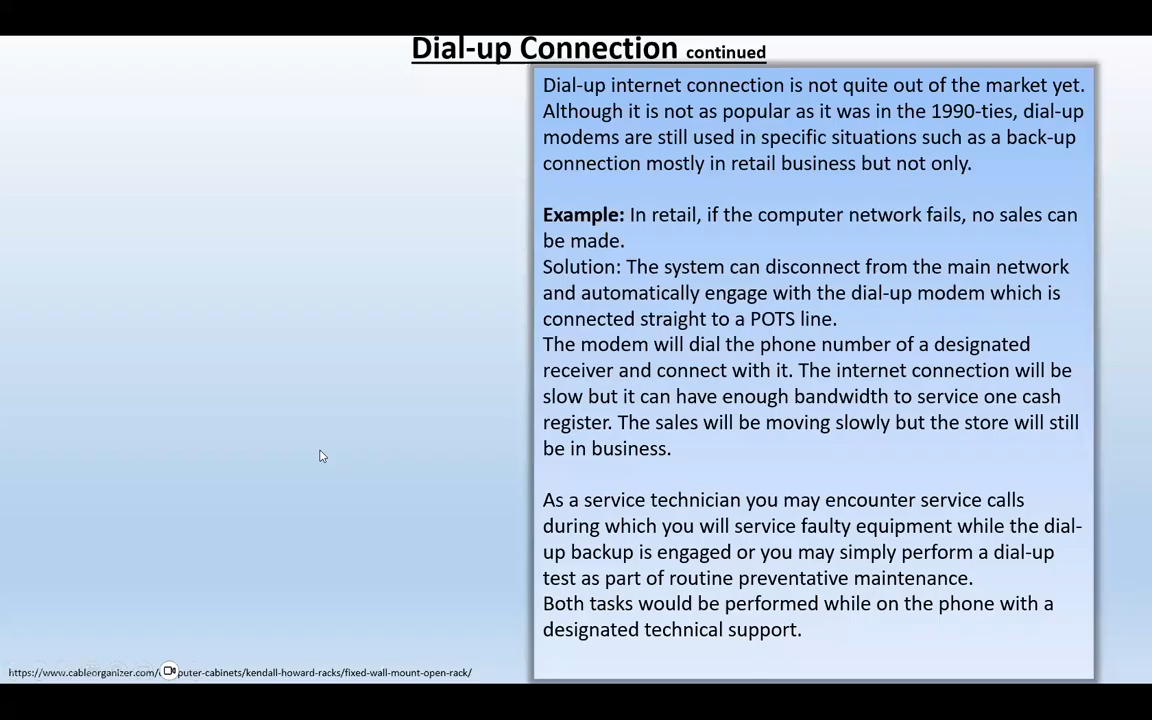 Dial-up Connection continued
Dial-up internet connection is not quite out of the market yet.
Although it is not as popular as it was in the 1990-ties, dial-up
modems are still used in specific situations such as a back-up
connection mostly in retail business but not only.
Example: In retail, if the computer network fails, no sales can
be made.
Solution: The system can disconnect from the main network
and automatically engage with the dial-up modem which is
connected straight to a POTS line.
The modem will dial the phone number of a designated
receiver and connect with it. The internet connection will be
slow but it can have enough bandwidth to service one cash
register. The sales will be moving slowly but the store will still
be in business.
As a service technician you may encounter service calls
during which you will service faulty equipment while the dial-
up backup is engaged or you may simply perform a dial-up
test as part of routine preventative maintenance.
Both tasks would be performed while on the phone with a
designated technical support.
https://www.cableorganizer.com/ puter-cabinets/kendall-howard-racks/fixed-wall-mount-open-rack/